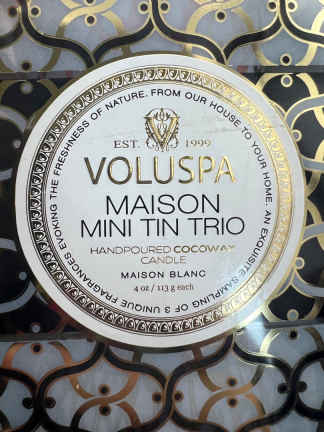 FROM OUR HOUSE TO YOUR HOME. AN EXQUISITE SAMPLING OF 3 UNIQUE FRAGRANCES EVOKING THE FRESHNESS OF NATURE.
EST. 1999
VOLUSPA
MAISON
MINI TIN TRIO
HANDPOURED COCOWAX
CANDLE
MAISON BLANC
4 oz / 113 g each